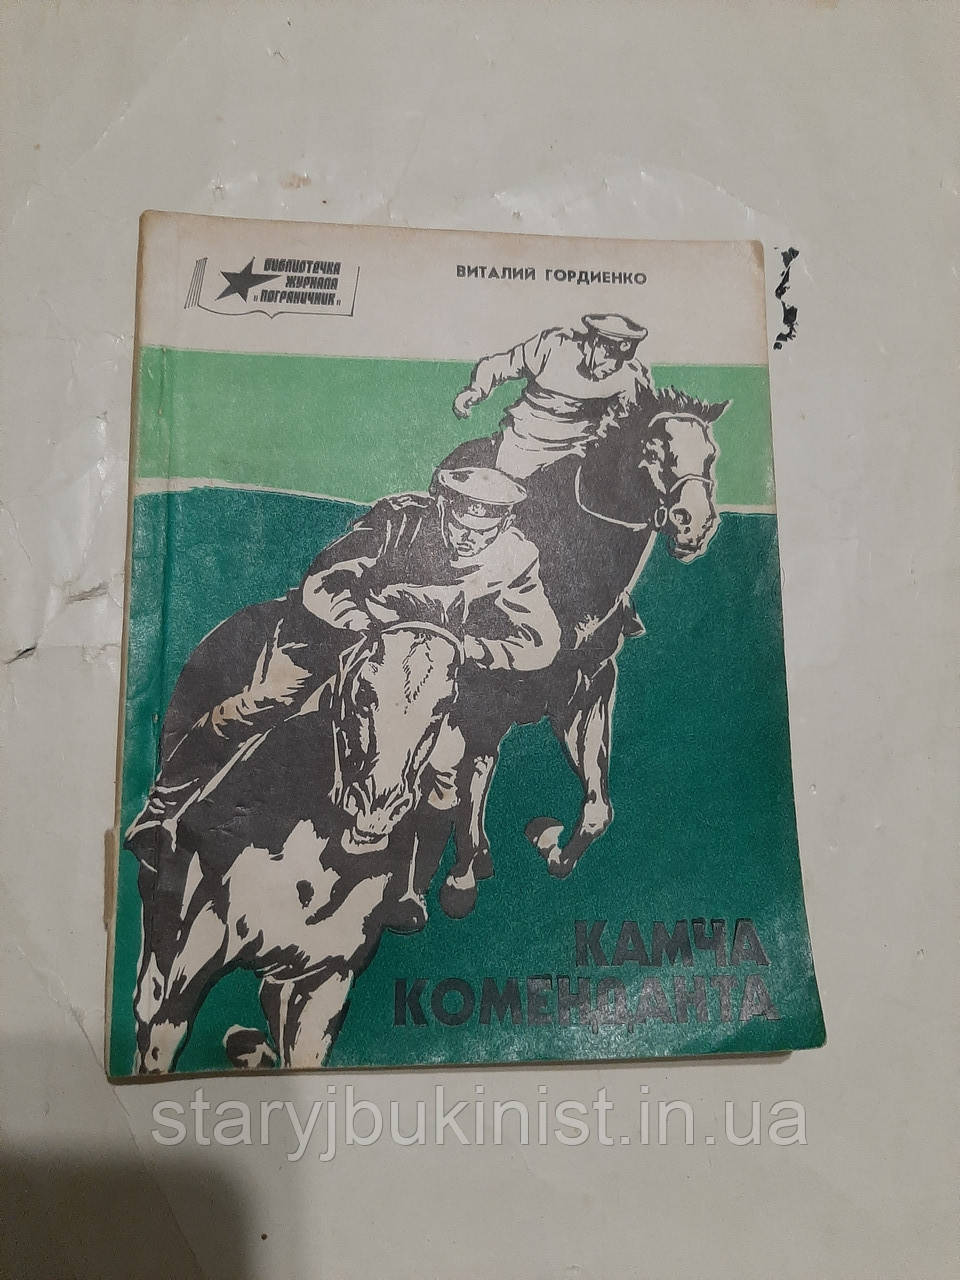 БИБЛИОТЕЧКА
ЖУРНАЛА
„ПОГРАНИЧНИК"
ВИТАЛИЙ ГОРДИЕНКО
КАМЧА
КОМЕНДАНТА
staryjbukinist.in.ua